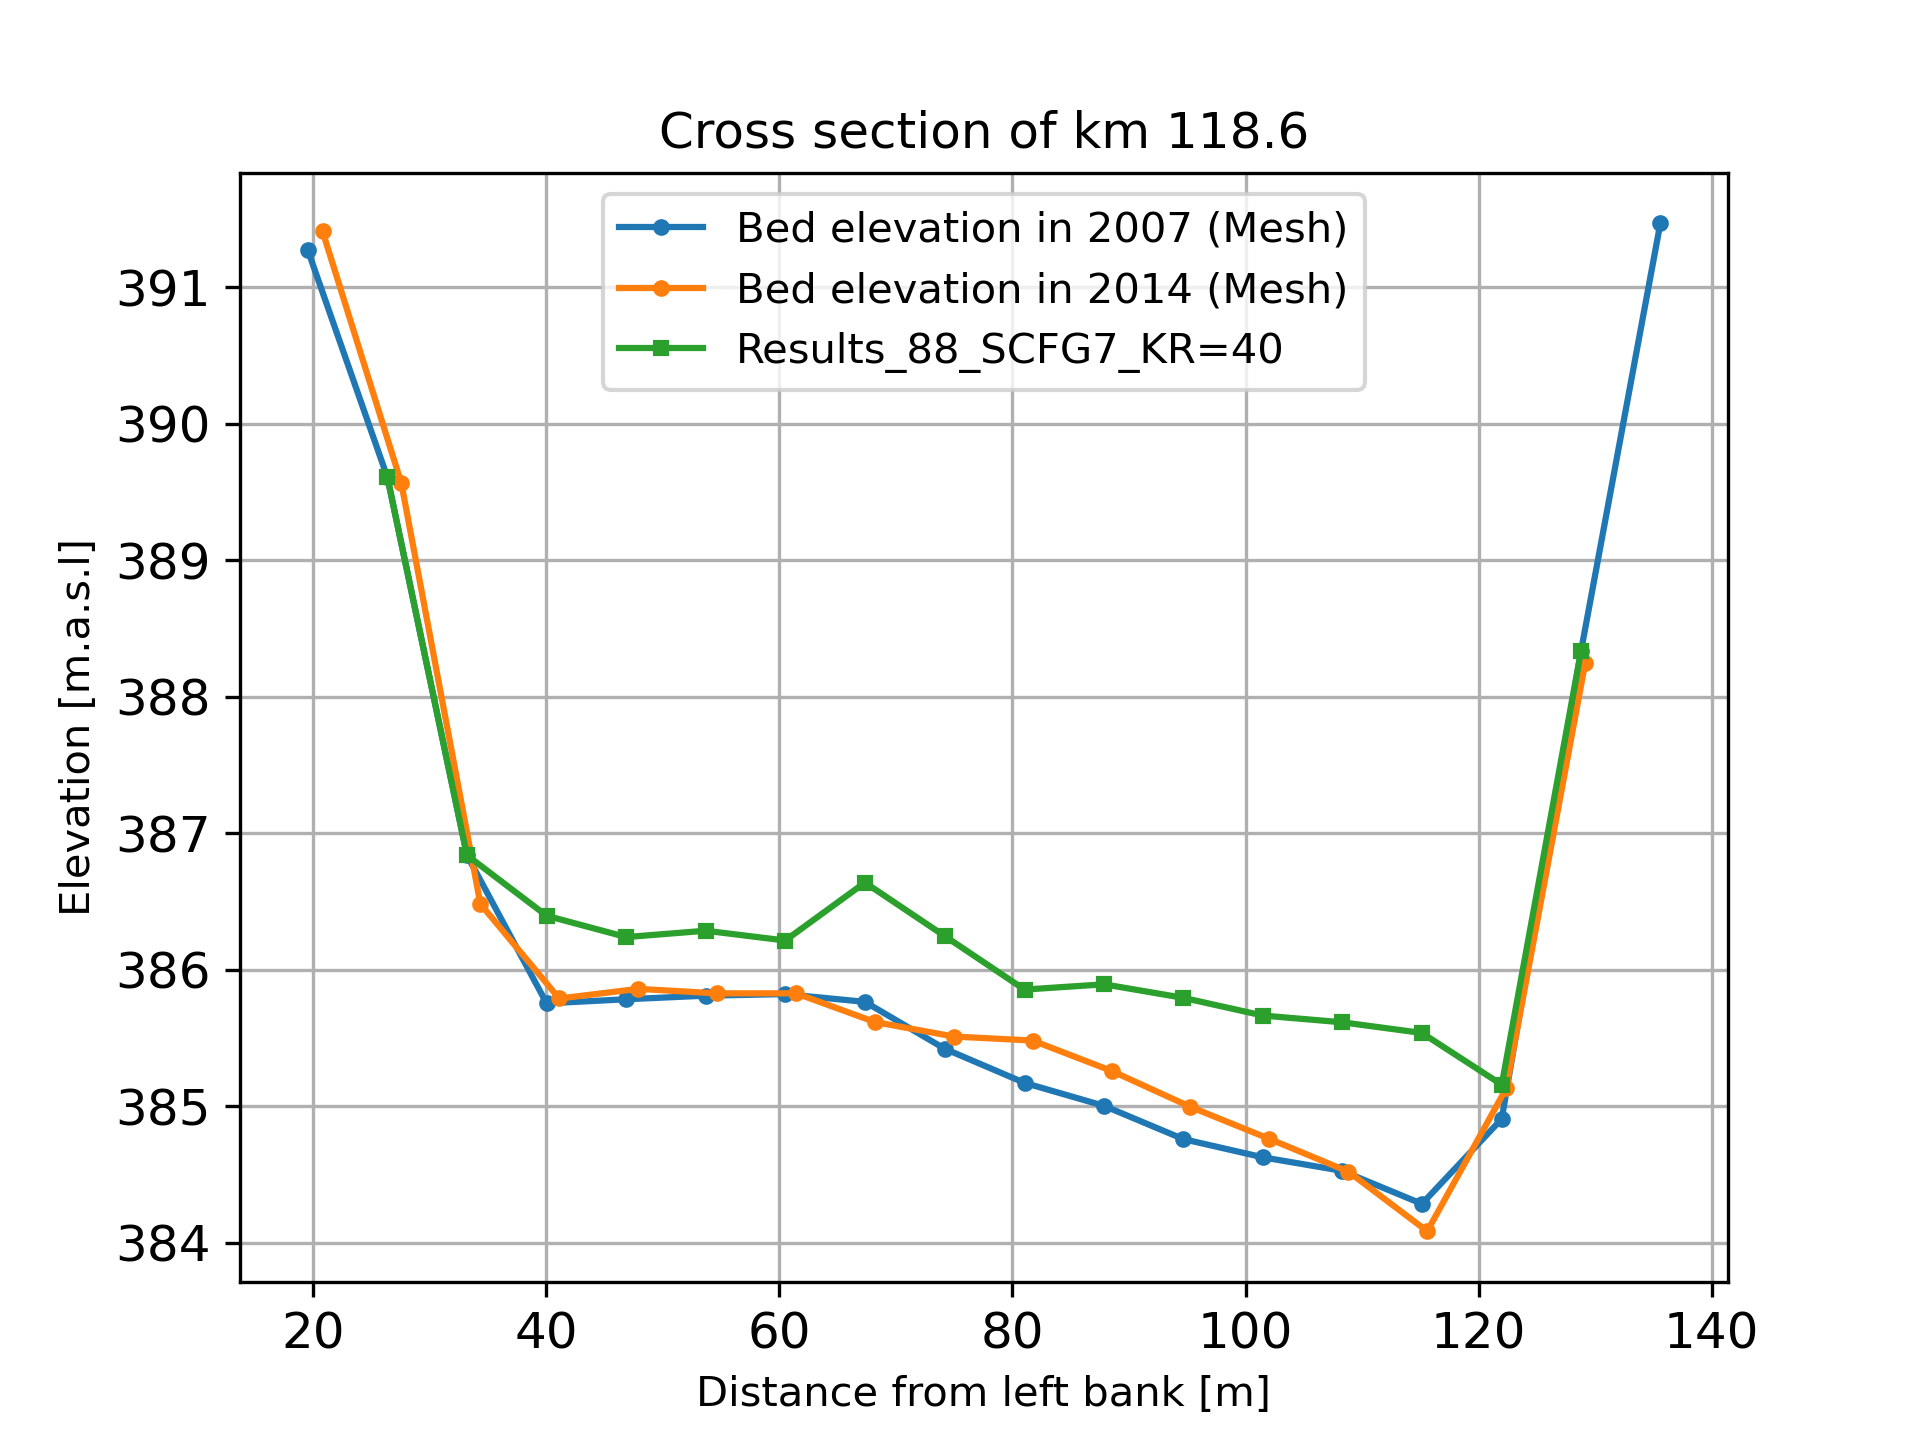 Cross section of km 118.6
Bed elevation in 2007 (Mesh)
Bed elevation in 2014 (Mesh)
Results_88_SCFG7_KR=40
391
390
389
388
387
386
385
384
Elevation [m.a.s.l]
20 40 60 80 100 120 140
Distance from left bank [m]